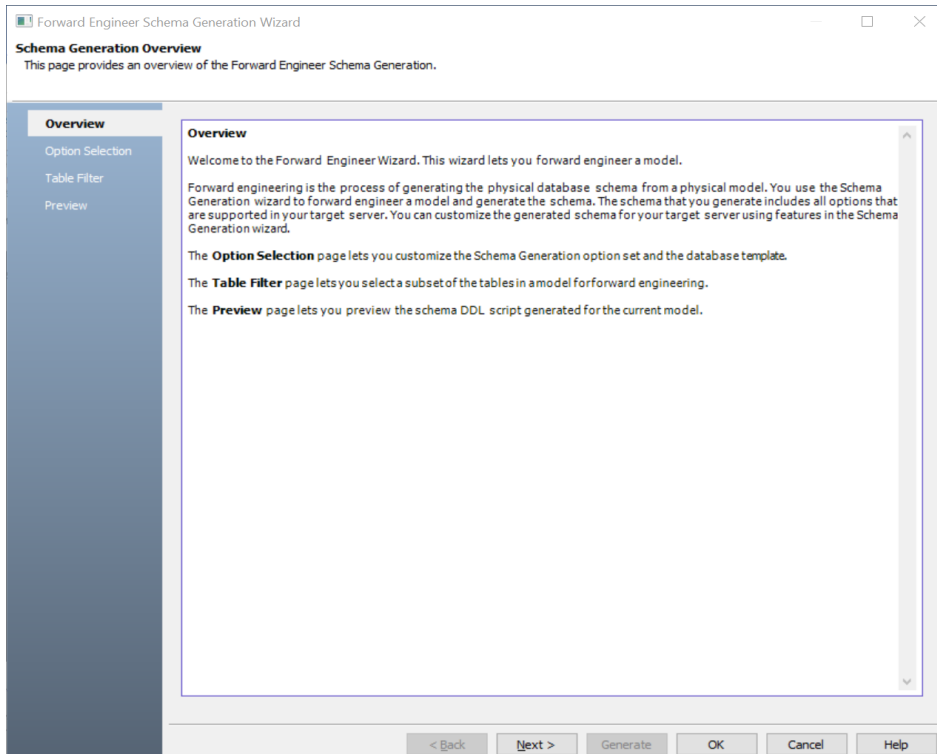 Forward Engineer Schema Generation Wizard
Schema Generation Overview
This page provides an overview of the Forward Engineer Schema Generation.
Overview
Option Selection
Table Filter
Preview
Overview
Welcome to the Forward Engineer Wizard. This wizard lets you forward engineer a model.
Forward engineering is the process of generating the physical database schema from a physical model. You use the Schema
Generation wizard to forward engineer a model and generate the schema. The schema that you generate includes all options that
are supported in your target server. You can customize the generated schema for your target server using features in the Schema
Generation wizard.
The Option Selection page lets you customize the Schema Generation option set and the database template.
The Table Filter page lets you select a subset of the tables in a model for forward engineering.
The Preview page lets you preview the schema DDL script generated for the current model.
< Back Next > Generate OK Cancel Help